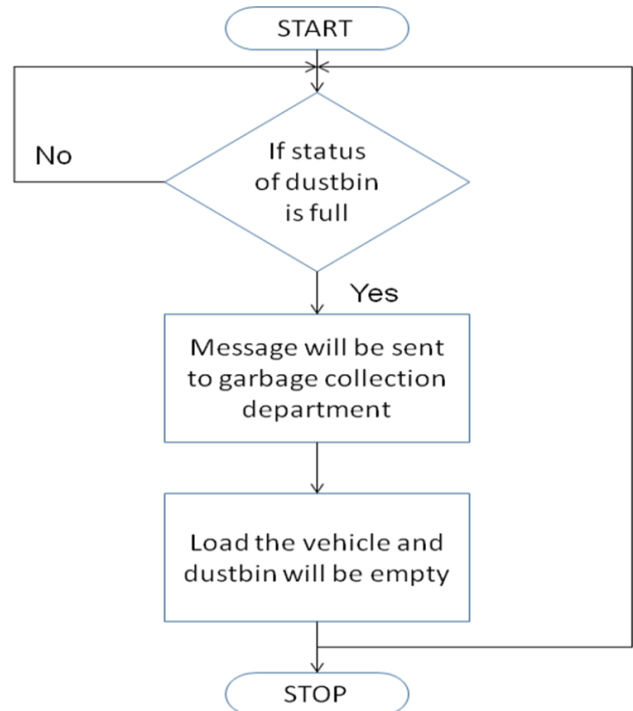 START
If status
of dustbin
is full
No
Yes
Message will be sent
to garbage collection
department
Load the vehicle and
dustbin will be empty
STOP